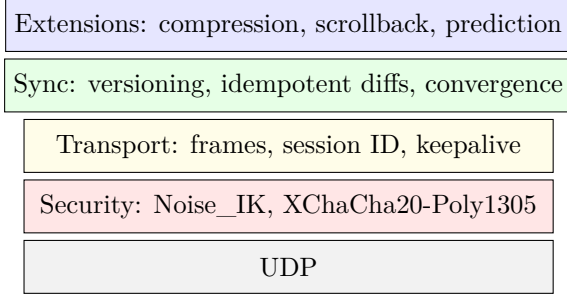 Extensions: compression, scrollback, prediction
Sync: versioning, idempotent diffs, convergence
Transport: frames, session ID, keepalive
Security: Noise_IK, XChaCha20-Poly1305
UDP